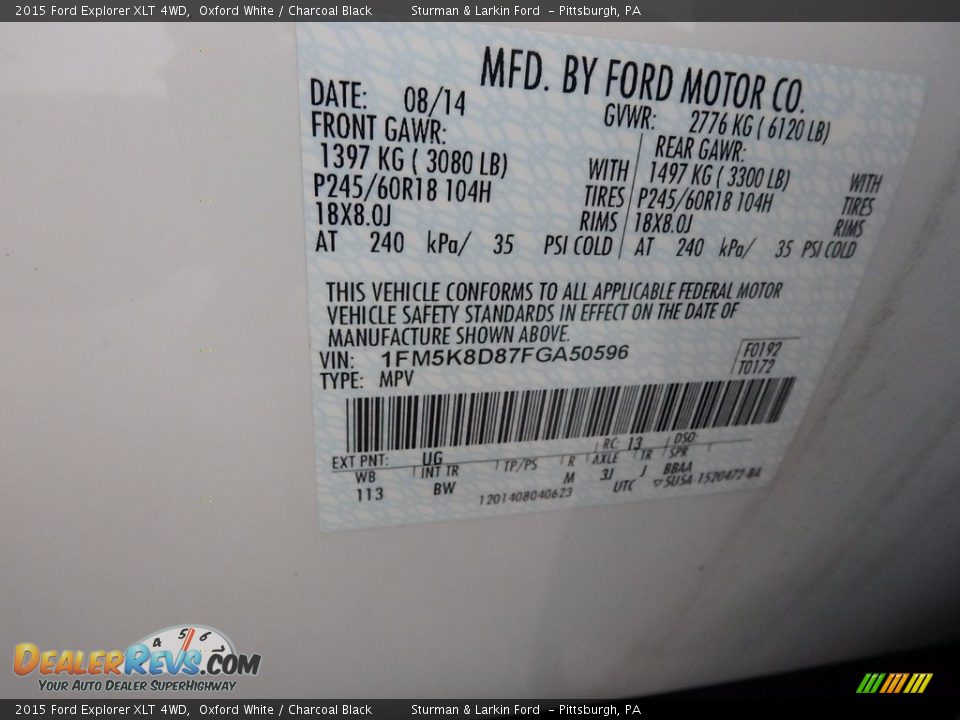 2015 Ford Explorer XLT 4WD, Oxford White / Charcoal Black Sturman & Larkin Ford - Pittsburgh, PA
MFD. BY FORD MOTOR CO.
DATE: 08/14 GVWR: 2776 KG ( 6120 LB)
FRONT GAWR: REAR GAWR:
1397 KG ( 3080 LB) WITH 1497 KG ( 3300 LB) WITH
P245/60R18 104H TIRES P245/60R18 104H TIRES
18X8.0J RIMS 18X8.0J RIMS
AT 240 kPa/ 35 PSI COLD AT 240 kPa/ 35 PSI COLD
THIS VEHICLE CONFORMS TO ALL APPLICABLE FEDERAL MOTOR
VEHICLE SAFETY STANDARDS IN EFFECT ON THE DATE OF
MANUFACTURE SHOWN ABOVE.
VIN: 1FM5K8D87FGA50596 F0192
TYPE: MPV T0172
EXT PNT: UG RC: 13 DSO:
WB INT TR TP/PS R AXLE TR SPR
113 BW M 3J J BBAA
1201408040623 UTC ▽5USA-1520472-BA
4 5 6
DEALERREVS.COM
YOUR AUTO DEALER SUPERHIGHWAY
2015 Ford Explorer XLT 4WD, Oxford White / Charcoal Black Sturman & Larkin Ford - Pittsburgh, PA